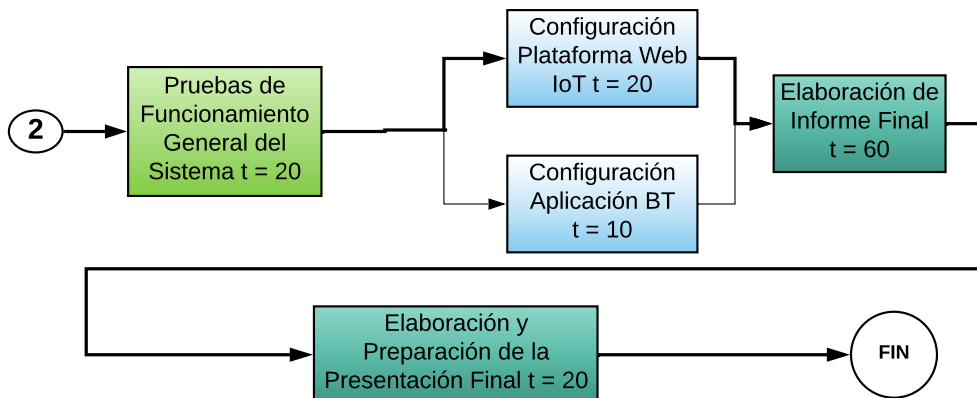 2
Pruebas de
Funcionamiento
General del
Sistema t = 20
Configuración
Plataforma Web
IoT t = 20
Configuración
Aplicación BT
t = 10
Elaboración de
Informe Final
t = 60
Elaboración y
Preparación de la
Presentación Final t = 20
FIN